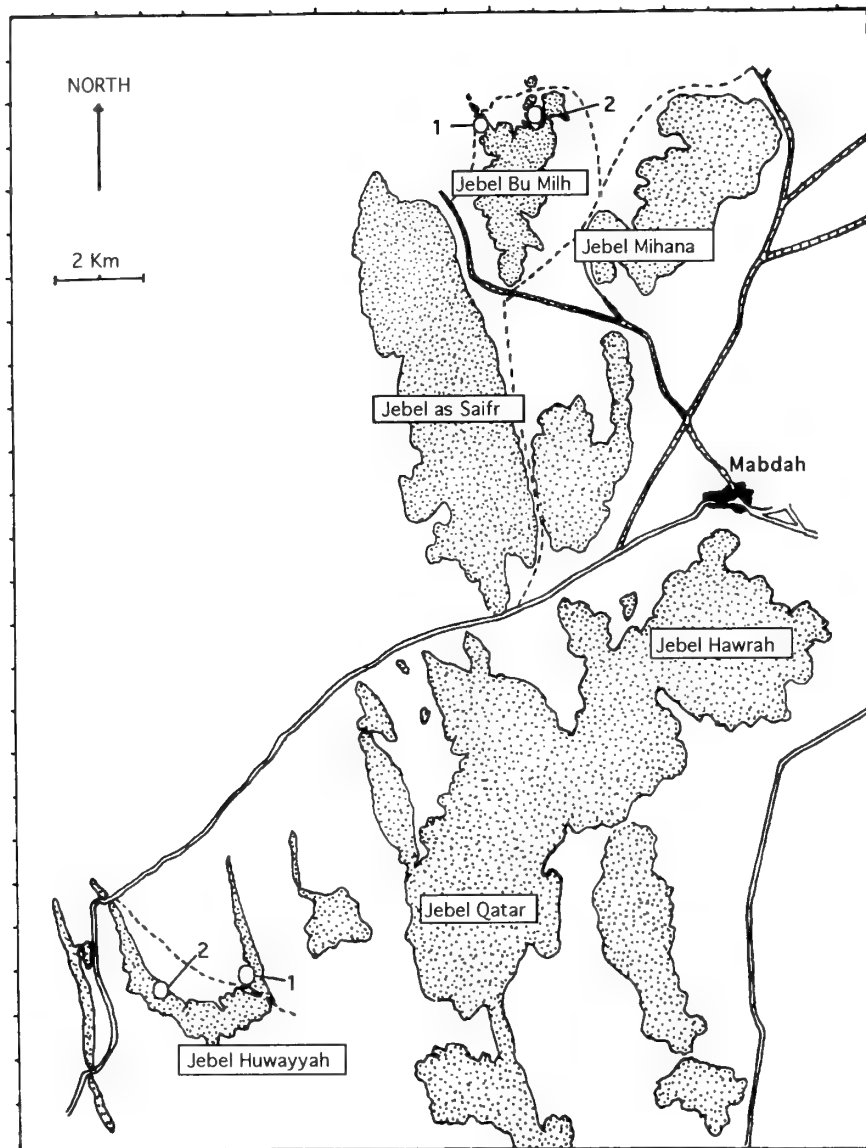 NORTH
1
2
Jebel Bu Milh
Jebel Mihana
2 Km
Jebel as Saifr
Mabdah
Jebel Hawrah
Jebel Qatar
2
1
Jebel Huwayyah